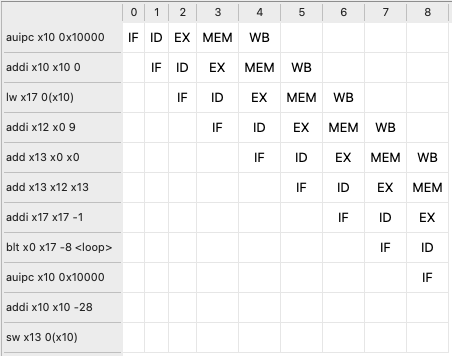 0 1 2 3 4 5 6 7 8
auipc x10 0x10000 IF ID EX MEM WB
addi x10 x10 0 IF ID EX MEM WB
lw x17 0(x10) IF ID EX MEM WB
addi x12 x0 9 IF ID EX MEM WB
add x13 x0 x0 IF ID EX MEM WB
add x13 x12 x13 IF ID EX MEM
addi x17 x17 -1 IF ID EX
blt x0 x17 -8 <loop> IF ID
auipc x10 0x10000 IF
addi x10 x10 -28
sw x13 0(x10)